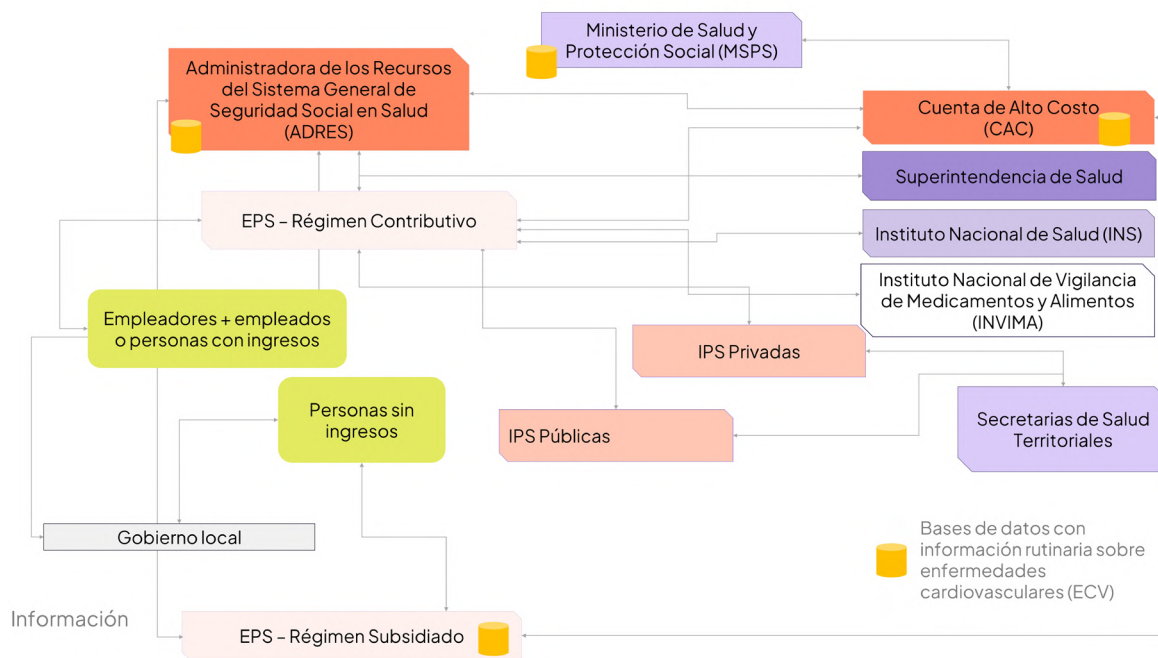 Ministerio de Salud y
Protección Social (MSPS)
Administradora de los Recursos
del Sistema General de
Seguridad Social en Salud
(ADRES)
Cuenta de Alto Costo
(CAC)
Superintendencia de Salud
EPS – Régimen Contributivo
Instituto Nacional de Salud (INS)
Instituto Nacional de Vigilancia
de Medicamentos y Alimentos
(INVIMA)
Empleadores + empleados
o personas con ingresos
IPS Privadas
Personas sin
ingresos
IPS Públicas
Secretarias de Salud
Territoriales
Gobierno local
Bases de datos con
información rutinaria sobre
enfermedades
cardiovasculares (ECV)
Información
EPS – Régimen Subsidiado